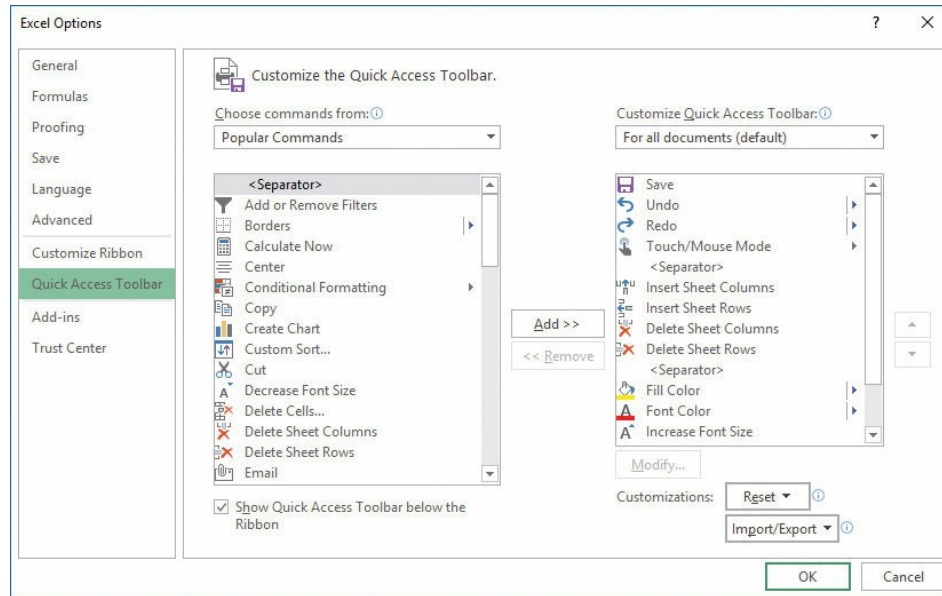 Excel Options
?
General
Formulas
Proofing
Save
Language
Advanced
Customize Ribbon
Quick Access Toolbar
Add-ins
Trust Center
Customize the Quick Access Toolbar.
Choose commands from:
Popular Commands
<Separator>
Add or Remove Filters
Borders
Calculate Now
Center
Conditional Formatting
Copy
Create Chart
Custom Sort...
Cut
Decrease Font Size
Delete Cells...
Delete Sheet Columns
Delete Sheet Rows
Email
Show Quick Access Toolbar below the
Ribbon
Add >>
<< Remove
Customize Quick Access Toolbar:
For all documents (default)
Save
Undo
Redo
Touch/Mouse Mode
<Separator>
Insert Sheet Columns
Insert Sheet Rows
Delete Sheet Columns
Delete Sheet Rows
<Separator>
Fill Color
Font Color
Increase Font Size
Modify...
Customizations:
Reset
Import/Export
OK
Cancel